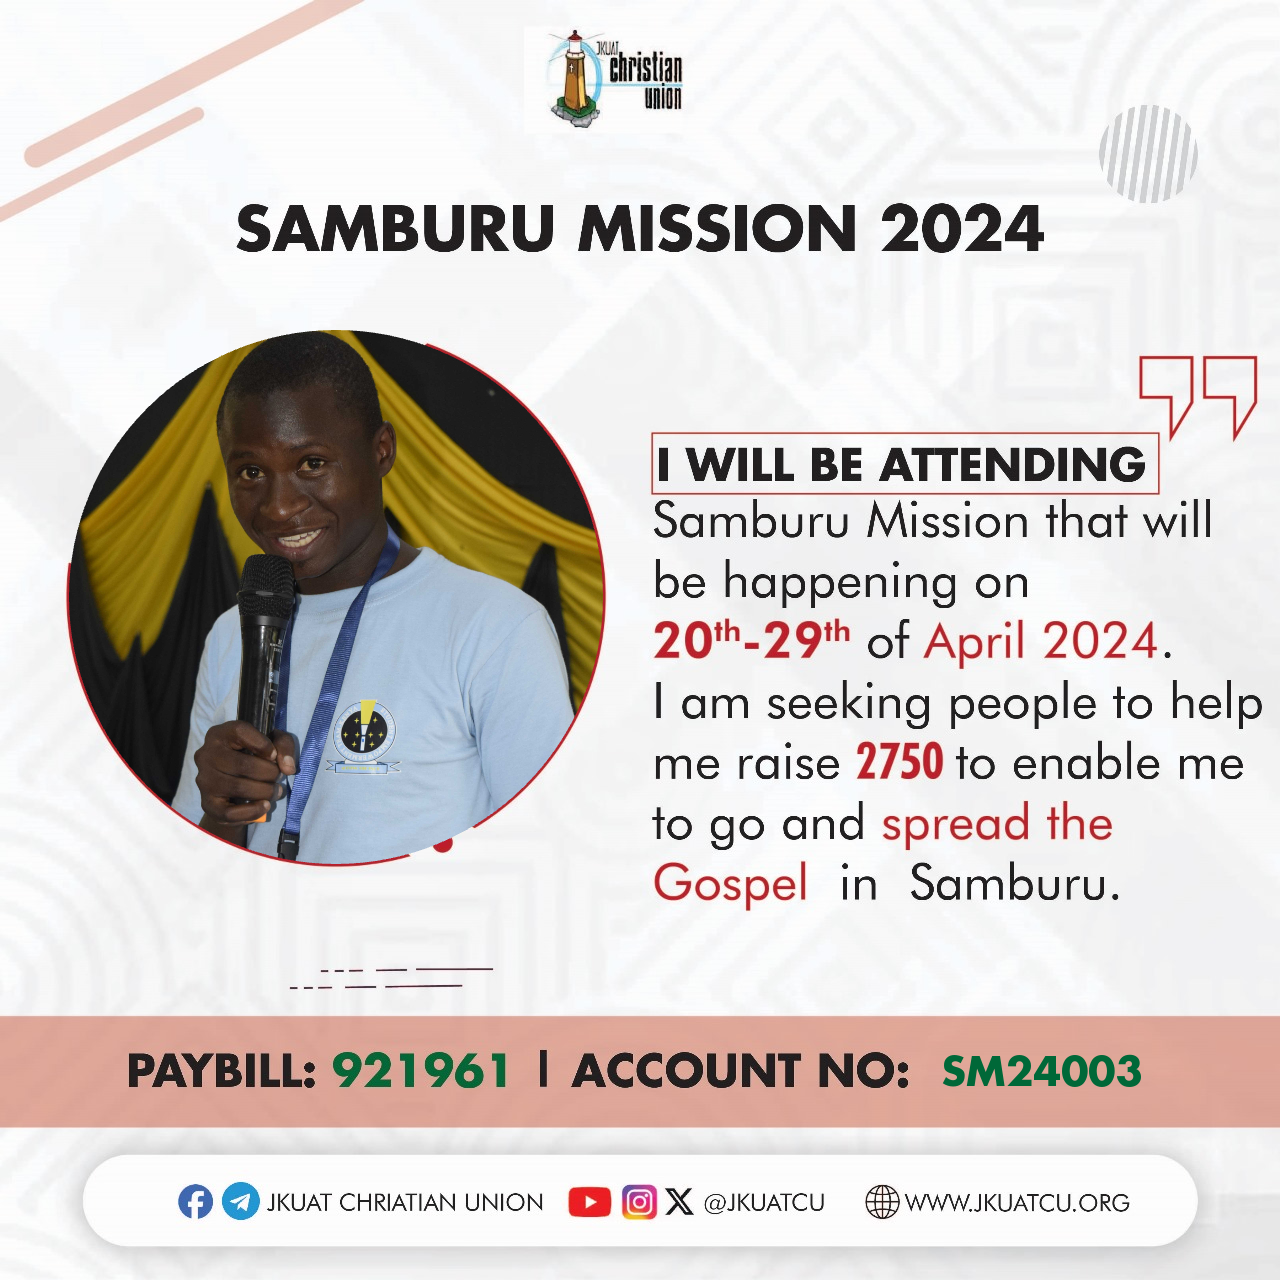 JKUAT
christian
union
SAMBURU MISSION 2024
I WILL BE ATTENDING
Samburu Mission that will
be happening on
20th-29th of April 2024.
I am seeking people to help
me raise 2750 to enable me
to go and spread the
Gospel in Samburu.
PAYBILL: 921961 | ACCOUNT NO: SM24003
JKUAT CHRIATIAN UNION @JKUATCU WWW.JKUATCU.ORG